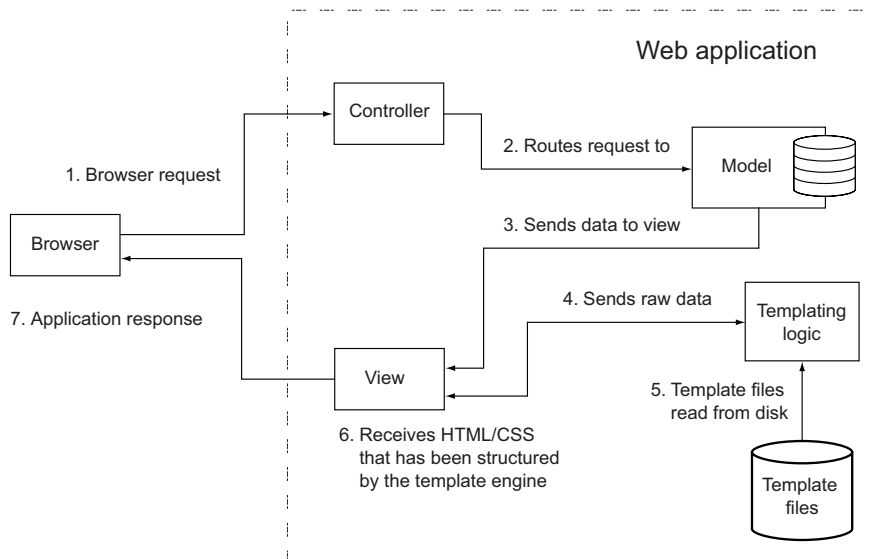 Web application
Controller
2. Routes request to
Model
1. Browser request
3. Sends data to view
Browser
4. Sends raw data
Templating
logic
7. Application response
View
5. Template files
read from disk
6. Receives HTML/CSS
that has been structured
by the template engine
Template
files